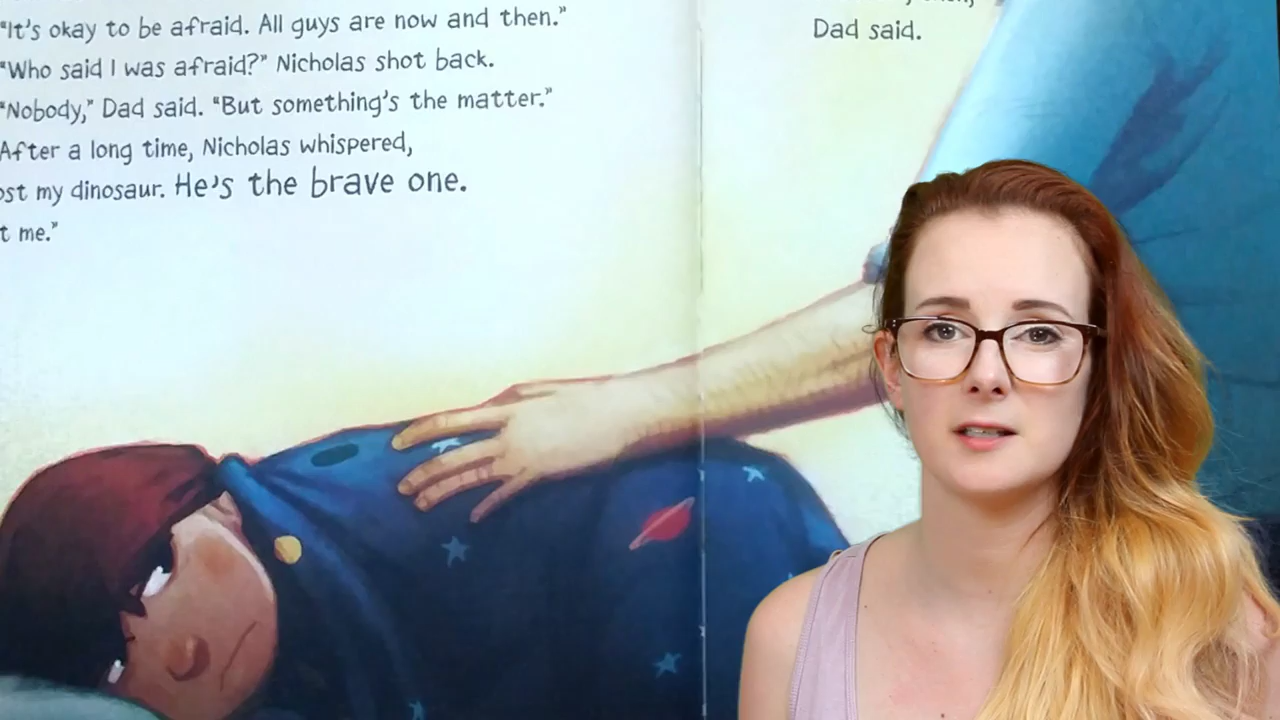 "It's okay to be afraid. All guys are now and then."
"Who said I was afraid?" Nicholas shot back.
"Nobody," Dad said. "But something's the matter."
After a long time, Nicholas whispered,
my dinosaur. He's the brave one.
me."
Dad said.